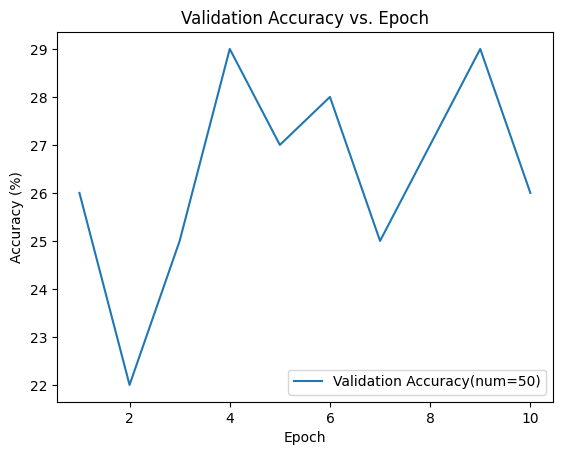 Validation Accuracy vs. Epoch
29
28
27
26
25
24
23
22
Accuracy (%)
Validation Accuracy(num=50)
2 4 6 8 10
Epoch